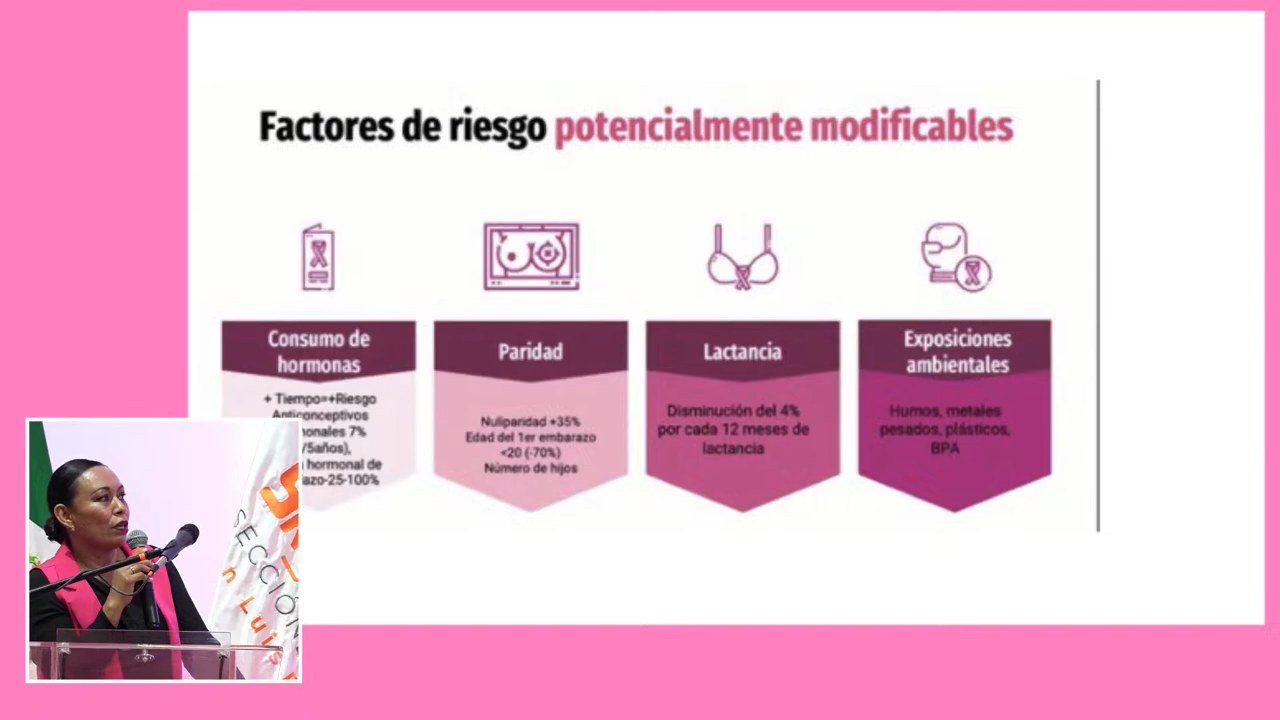 Factores de riesgo potencialmente modificables
Consumo de
hormonas
+ Tiempo=+Riesgo
Anticonceptivos
7%
hormonal de
Paridad
Nuliparidad +35%
Edad del 1er embarazo
<20 (-70%)
Número de hijos
Lactancia
Disminución del 4%
por cada 12 meses de
lactancia
Exposiciones
ambientales
Humos, metales
pesados, plásticos,
BPA
SECCIÓN
Luis